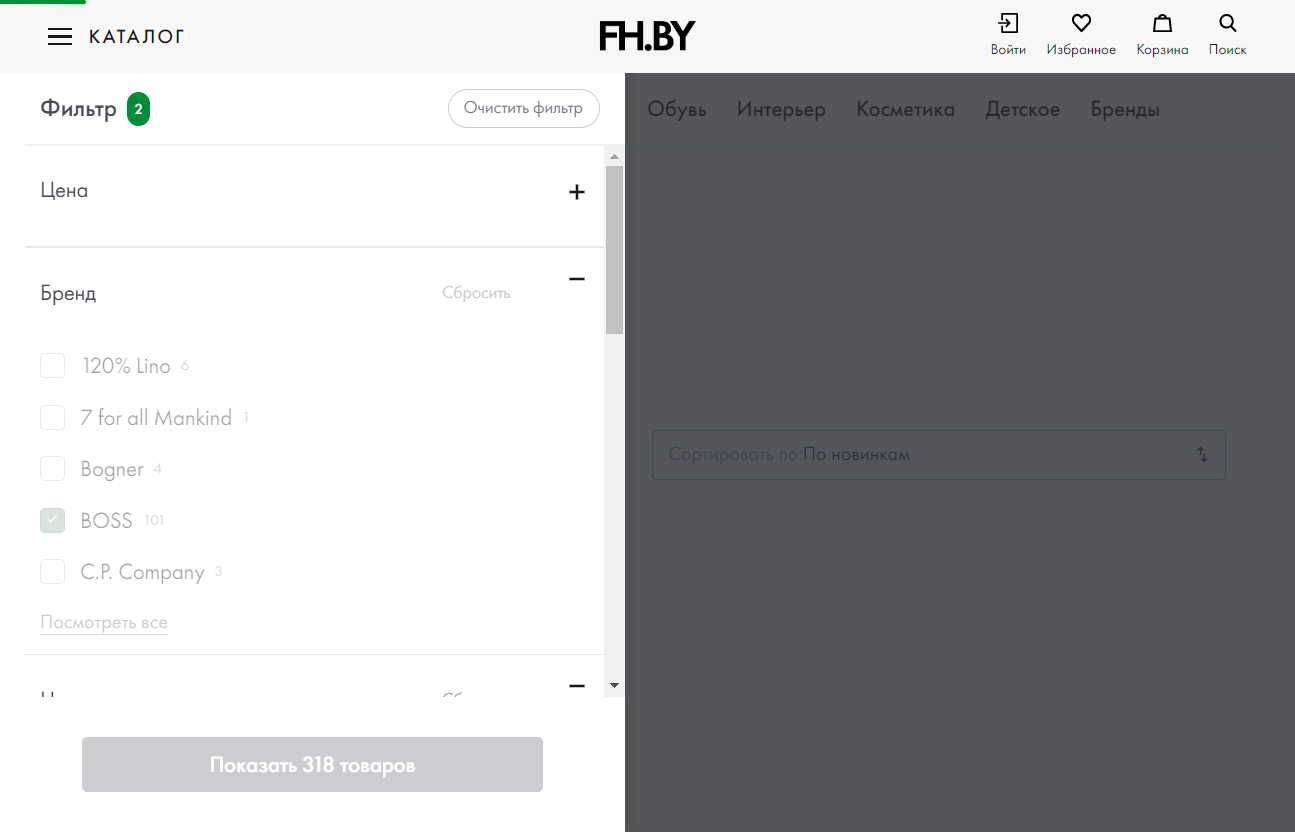 КАТАЛОГ
FH.BY
Войти
Избранное
Корзина
Поиск
Фильтр 2
Очистить фильтр
Обувь Интерьер Косметика Детское Бренды
Цена
Бренд
Сбросить
120% Lino 6
7 for all Mankind 1
Bogner 4
BOSS 101
C.P. Company 3
Посмотреть все
Сортировать по:По новинкам
Показать 318 товаров